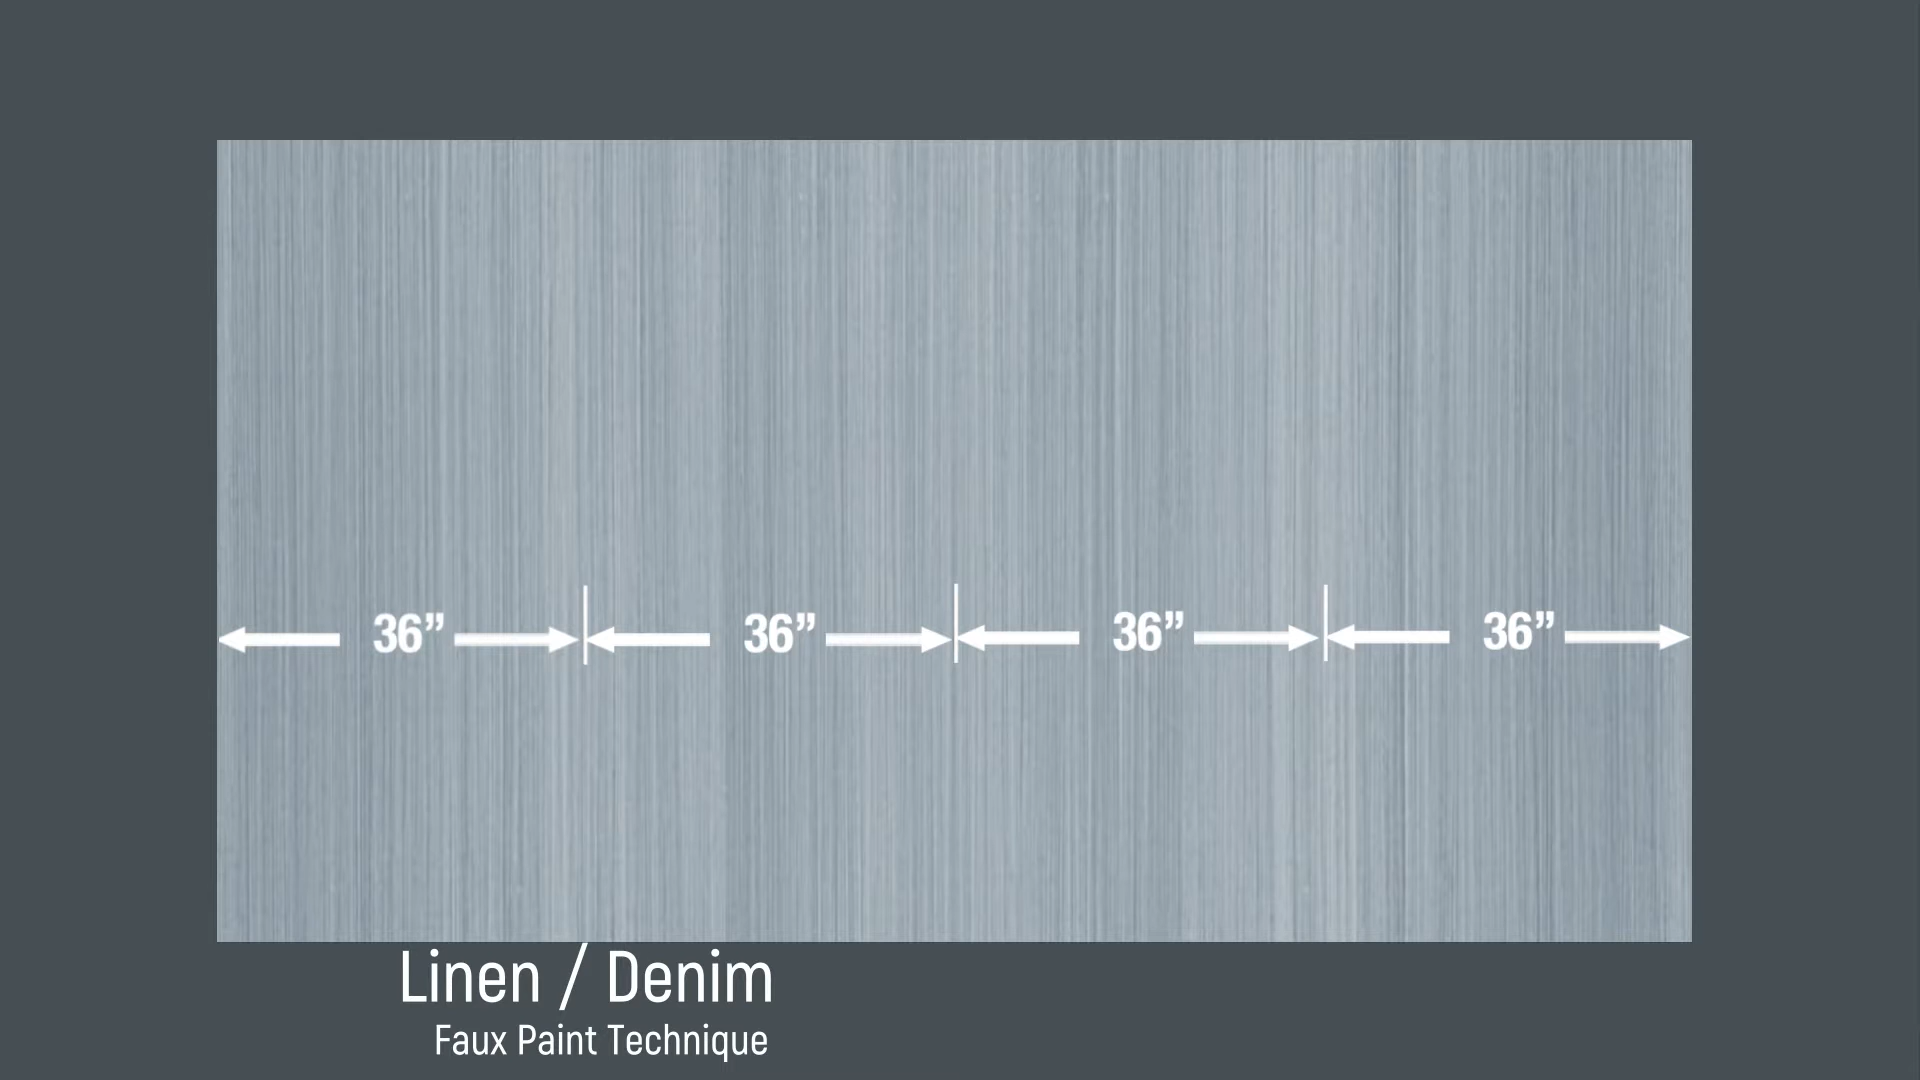 36” 36” 36” 36”
Linen / Denim
Faux Paint Technique